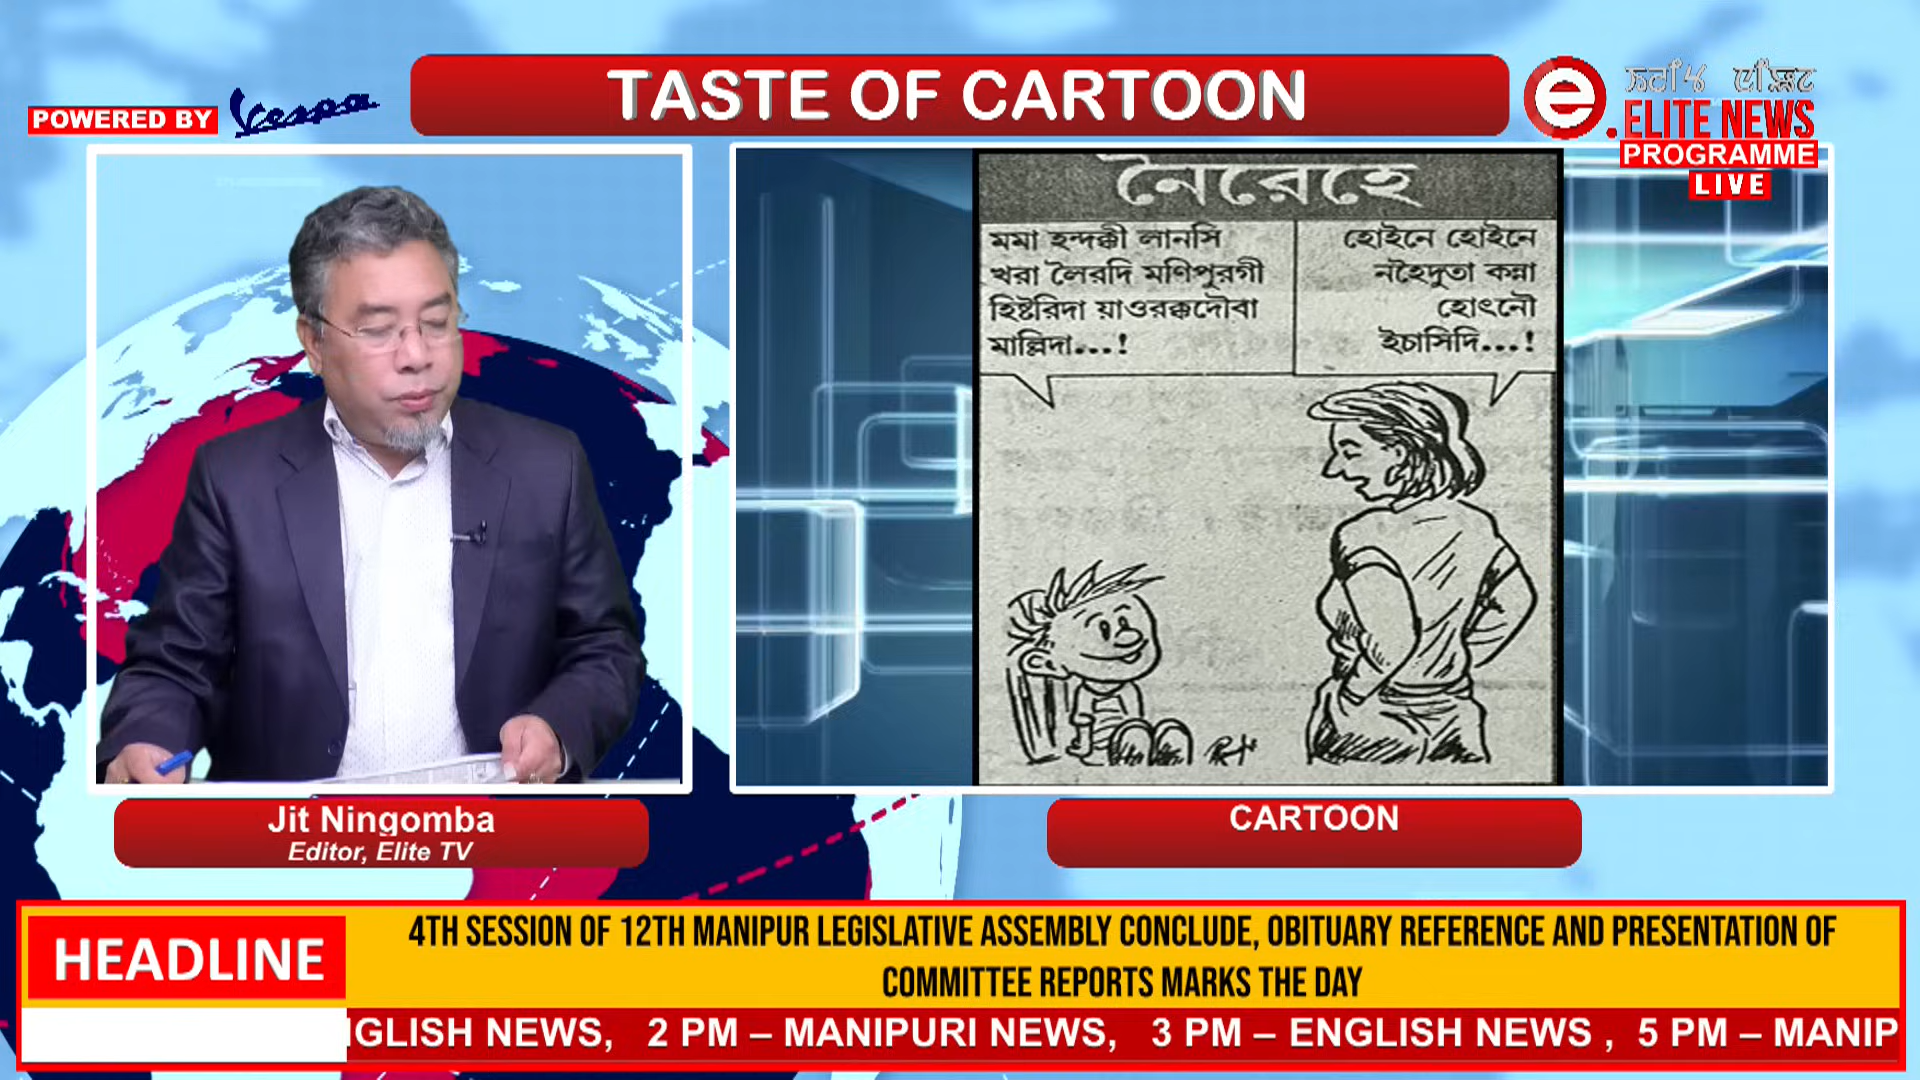 TASTE OF CARTOON
POWERED BY Vespa
e.
ꯏꯂꯥꯏꯠ
ELITE NEWS
PROGRAMME
LIVE
নৈরেহে
মমা হন্দক্কী লানসি
খরা লৈরদি মণিপুরগী
হিষ্টরিদা য়াওরক্কদৌবা
মাল্লিদা...!
হোইনে হোইনে
নহৈদুতা কন্না
হোৎনৌ
ইচাসিদি...!
Jit Ningomba
Editor, Elite TV
CARTOON
HEADLINE
4TH SESSION OF 12TH MANIPUR LEGISLATIVE ASSEMBLY CONCLUDE, OBITUARY REFERENCE AND PRESENTATION OF
COMMITTEE REPORTS MARKS THE DAY
IGLISH NEWS, 2 PM – MANIPURI NEWS, 3 PM – ENGLISH NEWS , 5 PM – MANIP